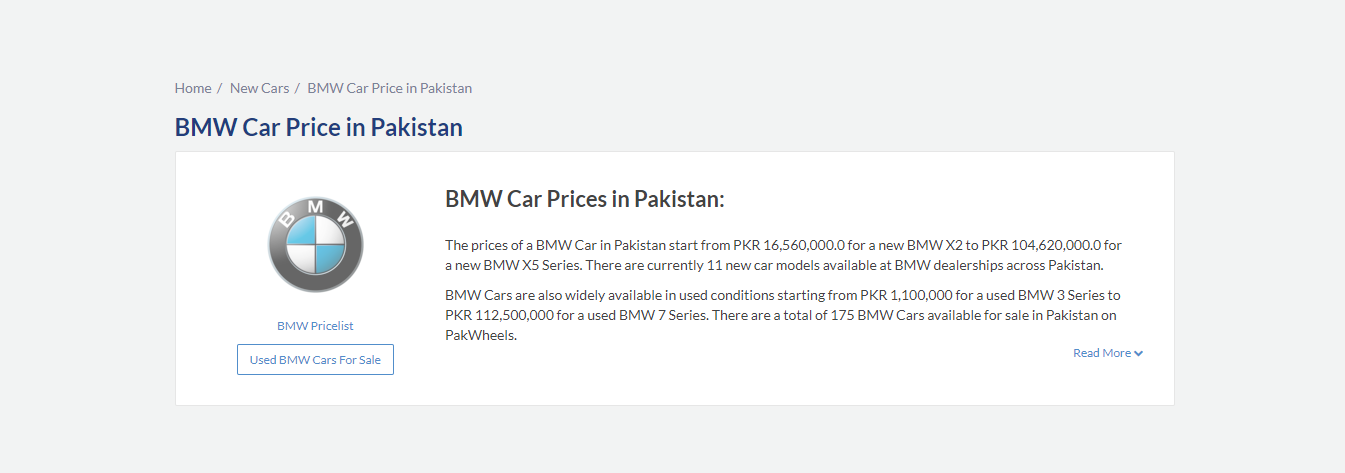 Home / New Cars / BMW Car Price in Pakistan
BMW Car Price in Pakistan
BMW
BMW Pricelist
Used BMW Cars For Sale
BMW Car Prices in Pakistan:
The prices of a BMW Car in Pakistan start from PKR 16,560,000.0 for a new BMW X2 to PKR 104,620,000.0 for
a new BMW X5 Series. There are currently 11 new car models available at BMW dealerships across Pakistan.
BMW Cars are also widely available in used conditions starting from PKR 1,100,000 for a used BMW 3 Series to
PKR 112,500,000 for a used BMW 7 Series. There are a total of 175 BMW Cars available for sale in Pakistan on
PakWheels.
Read More